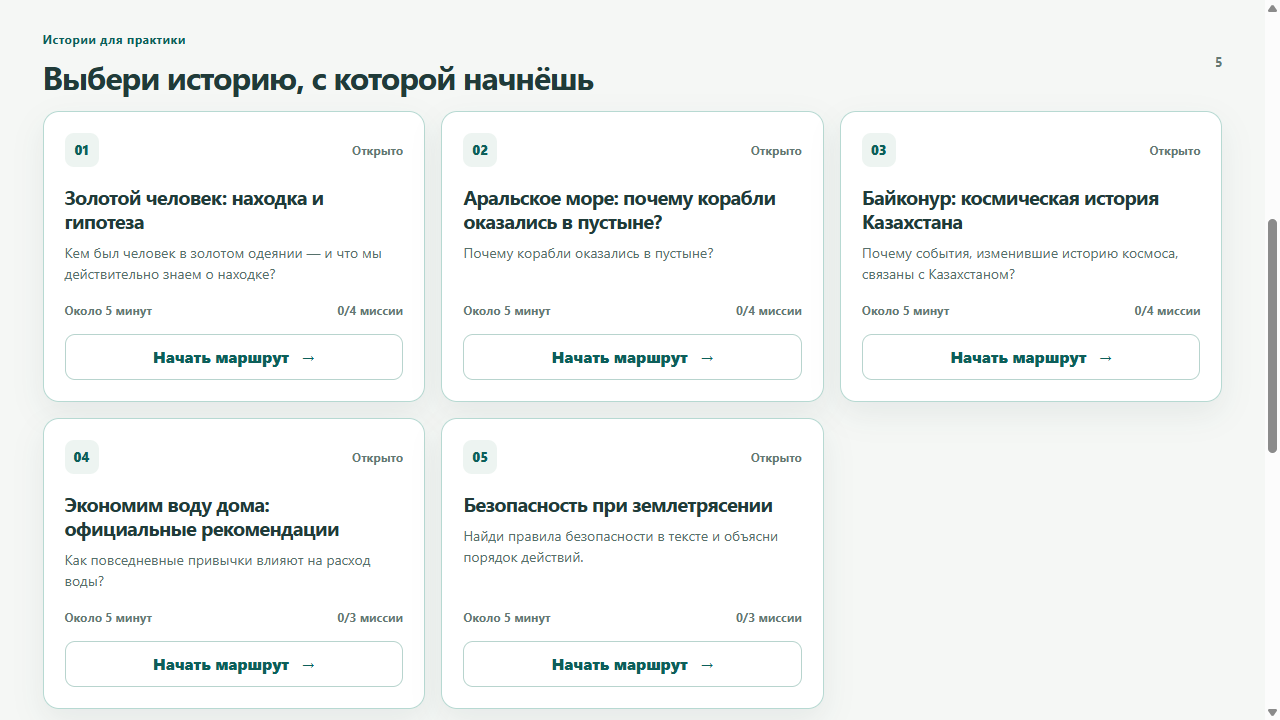 Истории для практики
Выбери историю, с которой начнёшь
5
01
Открыто
Золотой человек: находка и
гипотеза
Кем был человек в золотом одеянии — и что мы
действительно знаем о находке?
Около 5 минут
0/4 миссии
Начать маршрут →
02
Открыто
Аральское море: почему корабли
оказались в пустыне?
Почему корабли оказались в пустыне?
Около 5 минут
0/4 миссии
Начать маршрут →
03
Открыто
Байконур: космическая история
Казахстана
Почему события, изменившие историю космоса,
связаны с Казахстаном?
Около 5 минут
0/4 миссии
Начать маршрут →
04
Открыто
Экономим воду дома:
официальные рекомендации
Как повседневные привычки влияют на расход
воды?
Около 5 минут
0/3 миссии
Начать маршрут →
05
Открыто
Безопасность при землетрясении
Найди правила безопасности в тексте и объясни
порядок действий.
Около 5 минут
0/3 миссии
Начать маршрут →